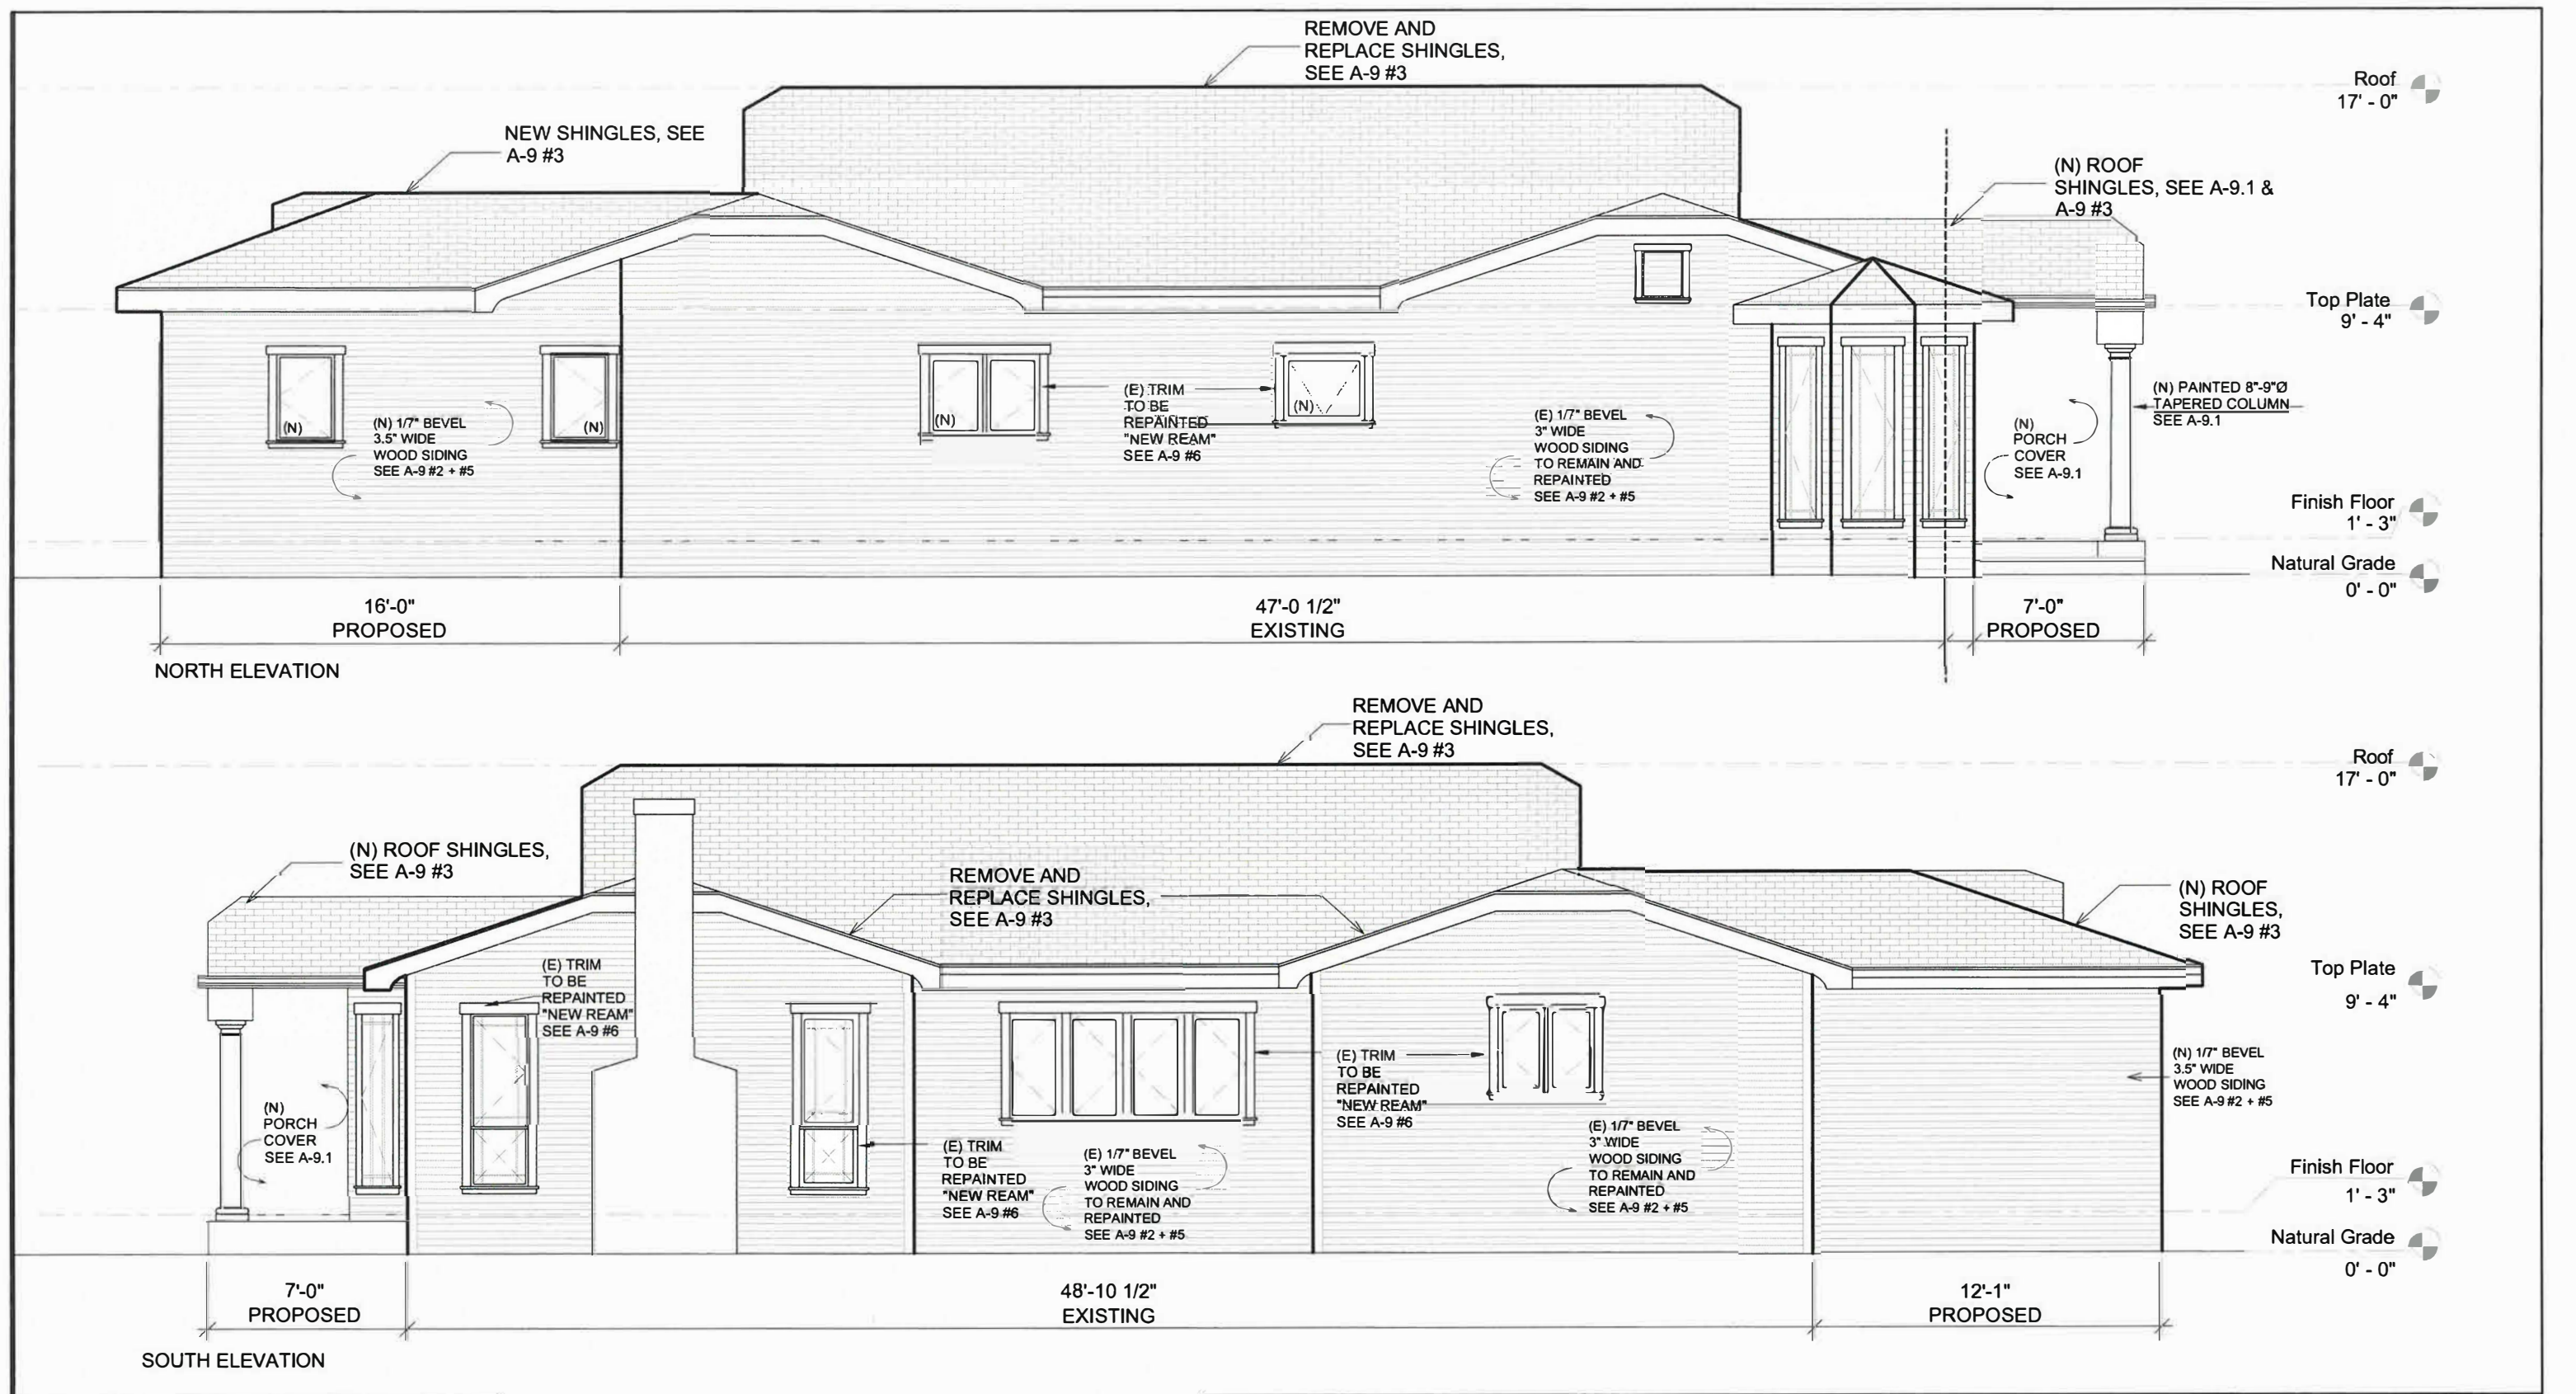 REMOVE AND
REPLACE SHINGLES,
SEE A-9 #3
Roof
17' - 0"
NEW SHINGLES, SEE
A-9 #3
(N) ROOF
SHINGLES, SEE A-9.1 &
A-9 #3
Top Plate
9' - 4"
(N)
(N) 1/7" BEVEL
3.5" WIDE
WOOD SIDING
SEE A-9 #2 + #5
(N)
(N)
(E) TRIM
TO BE
REPAINTED
"NEW REAM"
SEE A-9 #6
(N)
(E) 1/7" BEVEL
3" WIDE
WOOD SIDING
TO REMAIN AND
REPAINTED
SEE A-9 #2 + #5
(N)
PORCH
COVER
SEE A-9.1
(N) PAINTED 8"-9"Ø
TAPERED COLUMN
SEE A-9.1
Finish Floor
1' - 3"
Natural Grade
0' - 0"
16'-0"
PROPOSED
47'-0 1/2"
EXISTING
7'-0"
PROPOSED
NORTH ELEVATION
REMOVE AND
REPLACE SHINGLES,
SEE A-9 #3
Roof
17' - 0"
(N) ROOF SHINGLES,
SEE A-9 #3
REMOVE AND
REPLACE SHINGLES,
SEE A-9 #3
(N) ROOF
SHINGLES,
SEE A-9 #3
Top Plate
9' - 4"
(E) TRIM
TO BE
REPAINTED
"NEW REAM"
SEE A-9 #6
(N)
PORCH
COVER
SEE A-9.1
(E) TRIM
TO BE
REPAINTED
"NEW REAM"
SEE A-9 #6
(E) 1/7" BEVEL
3" WIDE
WOOD SIDING
TO REMAIN AND
REPAINTED
SEE A-9 #2 + #5
(E) TRIM
TO BE
REPAINTED
"NEW REAM"
SEE A-9 #6
(E) 1/7" BEVEL
3" WIDE
WOOD SIDING
TO REMAIN AND
REPAINTED
SEE A-9 #2 + #5
(N) 1/7" BEVEL
3.5" WIDE
WOOD SIDING
SEE A-9 #2 + #5
Finish Floor
1' - 3"
Natural Grade
0' - 0"
7'-0"
PROPOSED
48'-10 1/2"
EXISTING
12'-1"
PROPOSED
SOUTH ELEVATION